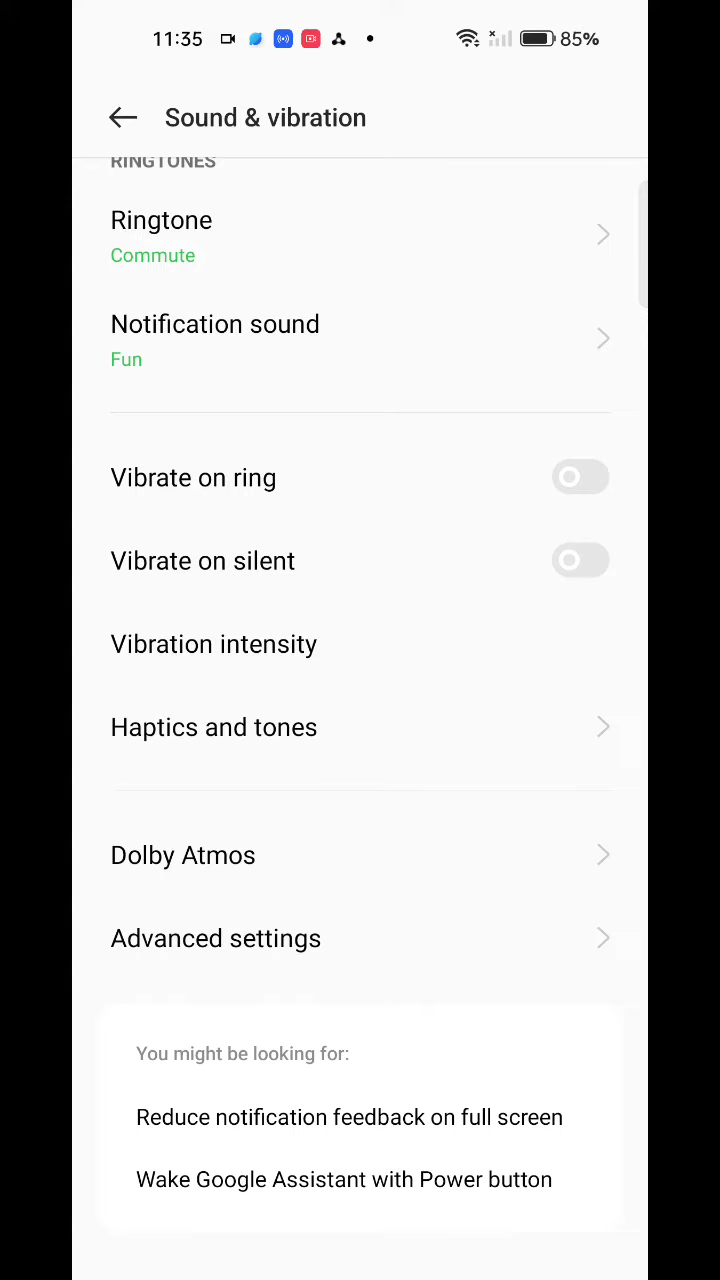 11:35
85%
Sound & vibration
RINGTONES
Ringtone
Commute
Notification sound
Fun
Vibrate on ring
Vibrate on silent
Vibration intensity
Haptics and tones
Dolby Atmos
Advanced settings
You might be looking for:
Reduce notification feedback on full screen
Wake Google Assistant with Power button